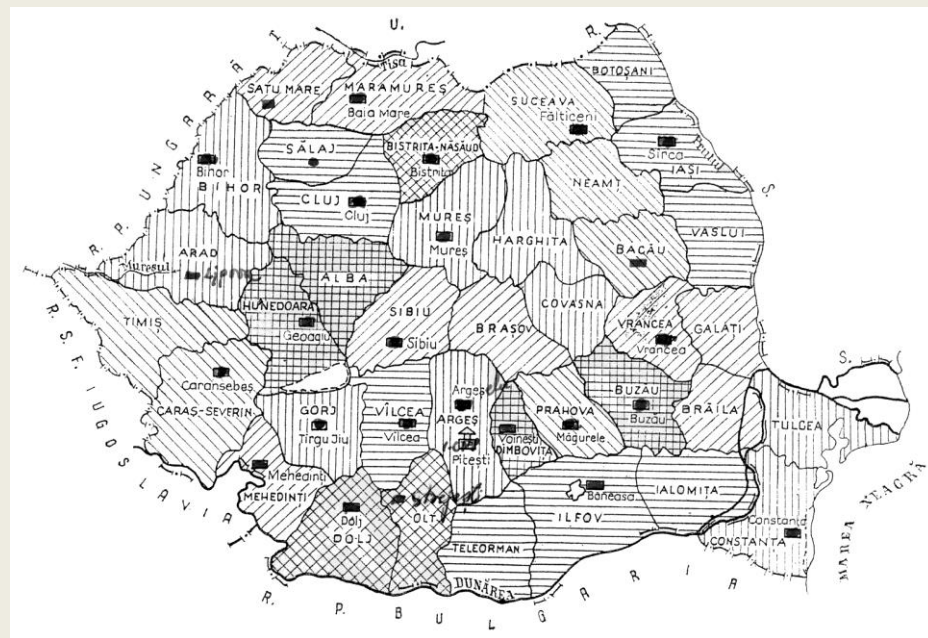 U. R. S. S.
R. P. UNGARĂ
Tisa
BOTOȘANI
SATU MARE
MARAMUREȘ
Baia Mare
SUCEAVA
Fălticeni
SĂLAJ
BISTRIȚA-NĂSĂUD
Bistrița
Sîrca
IAȘI
Prutul
Bihor
BIHOR
NEAMȚ
CLUJ
Cluj
MUREȘ
Mureș
HARGHITA
VASLUI
ARAD
Mureșul
BACĂU
ALBA
HUNEDOARA
Geoagiu
COVASNA
TIMIȘ
SIBIU
Sibiu
BRAȘOV
VRANCEA
Vrancea
GALAȚI
R. S. F. IUGOSLAVIA
Caransebeș
CARAȘ-SEVERIN
Argeș
ARGEȘ
BUZĂU
Buzău
GORJ
Tîrgu Jiu
VÎLCEA
Vîlcea
PRAHOVA
Măgurele
BRĂILA
TULCEA
Voinești
DÎMBOVIȚA
Pitești
Mehedinți
MEHEDINȚI
Dolj
DOLJ
OLT
Băneasa
ILFOV
IALOMIȚA
Constanța
CONSTANȚA
MAREA NEAGRĂ
TELEORMAN
DUNĂREA
R. P. BULGARIA